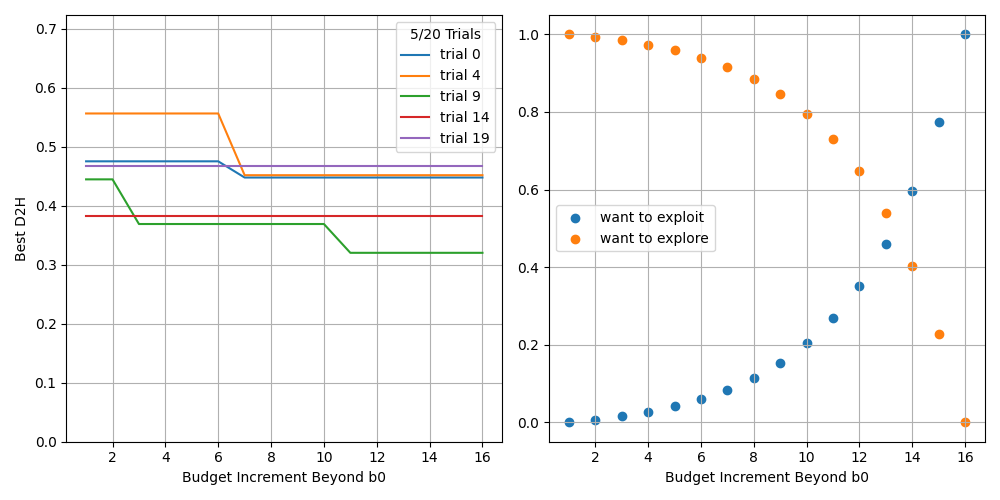 0.7
0.6
0.5
0.4
0.3
0.2
0.1
0.0
Best D2H
2 4 6 8 10 12 14 16
Budget Increment Beyond b0
5/20 Trials
trial 0
trial 4
trial 9
trial 14
trial 19
1.0
0.8
0.6
0.4
0.2
0.0
want to exploit
want to explore
2 4 6 8 10 12 14 16
Budget Increment Beyond b0